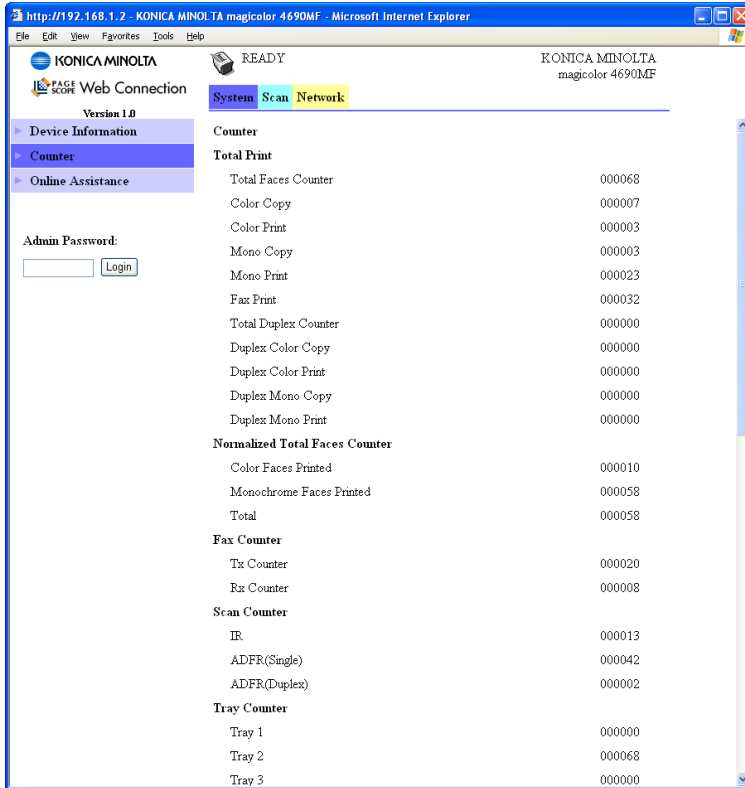 http://192.168.1.2 - KONICA MINOLTA magicolor 4690MF - Microsoft Internet Explorer
File Edit View Favorites Tools Help
KONICA MINOLTA
PAGE SCOPE Web Connection
Version 1.0
READY
KONICA MINOLTA
magicolor 4690MF
System Scan Network
Device Information
Counter
Online Assistance
Admin Password:
Login
Counter
Total Print
Total Faces Counter 000068
Color Copy 000007
Color Print 000003
Mono Copy 000003
Mono Print 000023
Fax Print 000032
Total Duplex Counter 000000
Duplex Color Copy 000000
Duplex Color Print 000000
Duplex Mono Copy 000000
Duplex Mono Print 000000
Normalized Total Faces Counter
Color Faces Printed 000010
Monochrome Faces Printed 000058
Total 000058
Fax Counter
Tx Counter 000020
Rx Counter 000008
Scan Counter
IR 000013
ADFR(Single) 000042
ADFR(Duplex) 000002
Tray Counter
Tray 1 000000
Tray 2 000068
Tray 3 000000